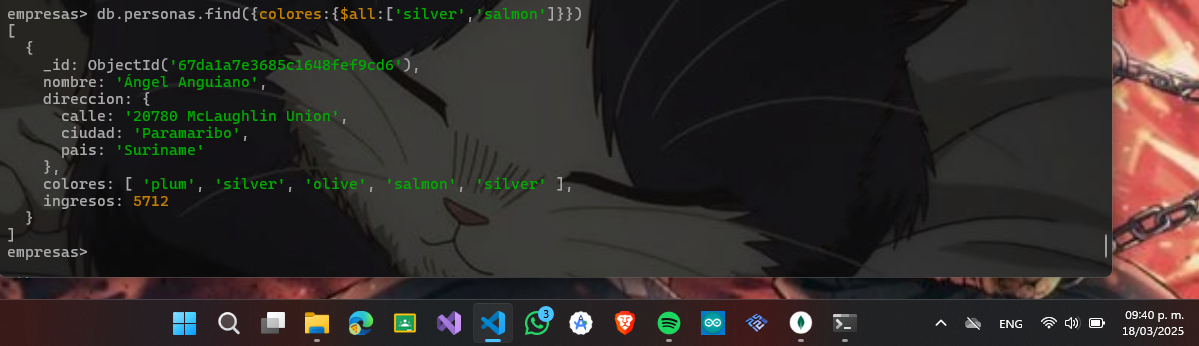 empresas> db.personas.find({colores:{$all:['silver','salmon']}})
[
  {
    _id: ObjectId('67da1a7e3685c1648fef9cd6'),
    nombre: 'Ángel Anguiano',
    direccion: {
      calle: '20780 McLaughlin Union',
      ciudad: 'Paramaribo',
      pais: 'Suriname'
    },
    colores: [ 'plum', 'silver', 'olive', 'salmon', 'silver' ],
    ingresos: 5712
  }
]
empresas>
3
ENG
09:40 p. m.
18/03/2025